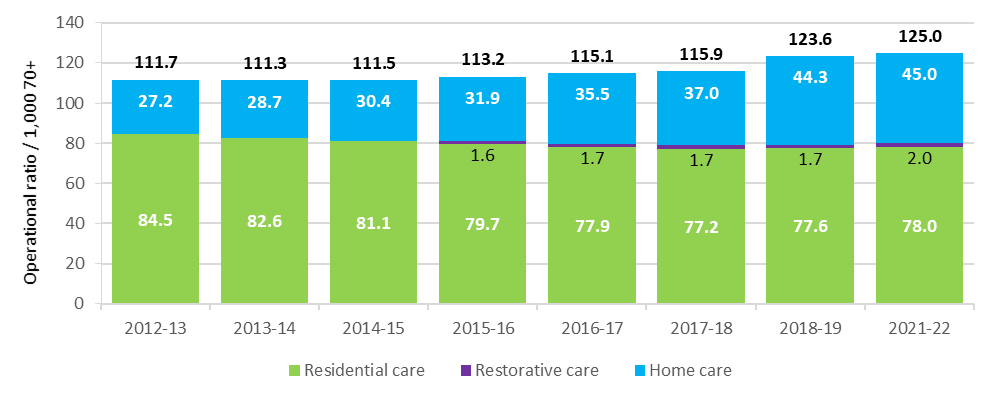 Operational ratio / 1,000 70+
140
120
100
80
60
40
20
0
111.7 111.3 111.5 113.2 115.1 115.9 123.6 125.0
27.2 28.7 30.4 31.9 35.5 37.0 44.3 45.0
1.6 1.7 1.7 1.7 2.0
84.5 82.6 81.1 79.7 77.9 77.2 77.6 78.0
2012-13 2013-14 2014-15 2015-16 2016-17 2017-18 2018-19 2021-22
Residential care Restorative care Home care